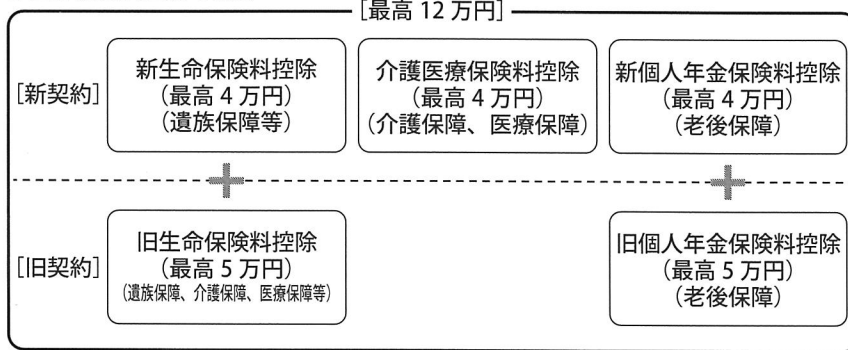 [最高 12 万円]
[新契約]
新生命保険料控除
(最高 4 万円)
(遺族保障等)
介護医療保険料控除
(最高 4 万円)
(介護保障、医療保障)
新個人年金保険料控除
(最高 4 万円)
(老後保障)
+
+
[旧契約]
旧生命保険料控除
(最高 5 万円)
(遺族保障、介護保障、医療保障等)
旧個人年金保険料控除
(最高 5 万円)
(老後保障)